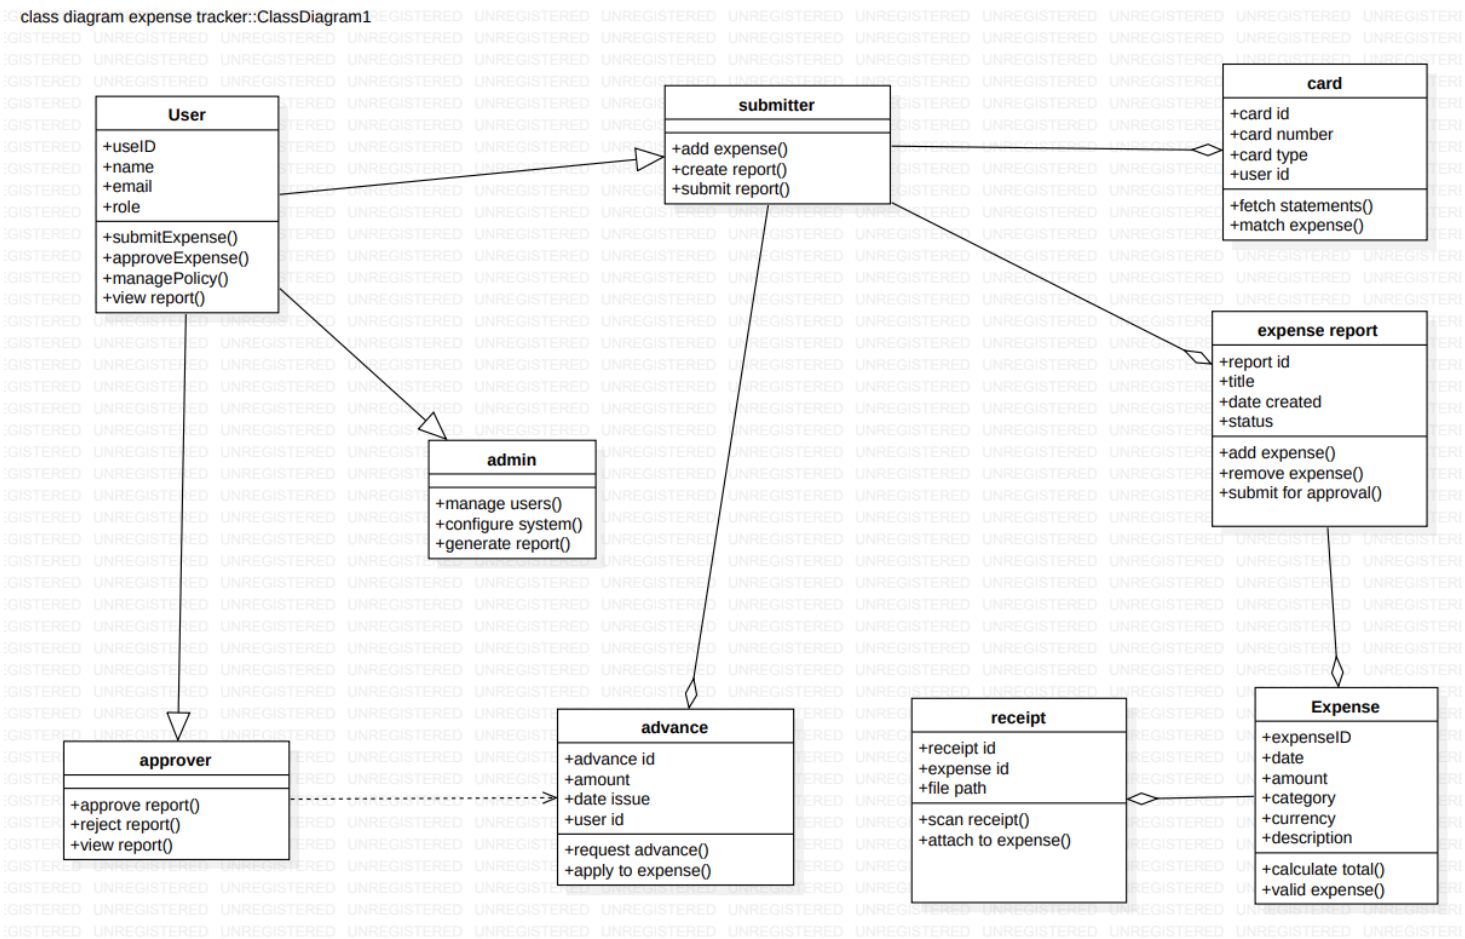 class diagram expense tracker::ClassDiagram1
User
+useID
+name
+email
+role
+submitExpense()
+approveExpense()
+managePolicy()
+view report()
submitter
+add expense()
+create report()
+submit report()
card
+card id
+card number
+card type
+user id
+fetch statements()
+match expense()
expense report
+report id
+title
+date created
+status
+add expense()
+remove expense()
+submit for approval()
admin
+manage users()
+configure system()
+generate report()
approver
+approve report()
+reject report()
+view report()
advance
+advance id
+amount
+date issue
+user id
+request advance()
+apply to expense()
receipt
+receipt id
+expense id
+file path
+scan receipt()
+attach to expense()
Expense
+expenseID
+date
+amount
+category
+currency
+description
+calculate total()
+valid expense()
UNREGISTERED